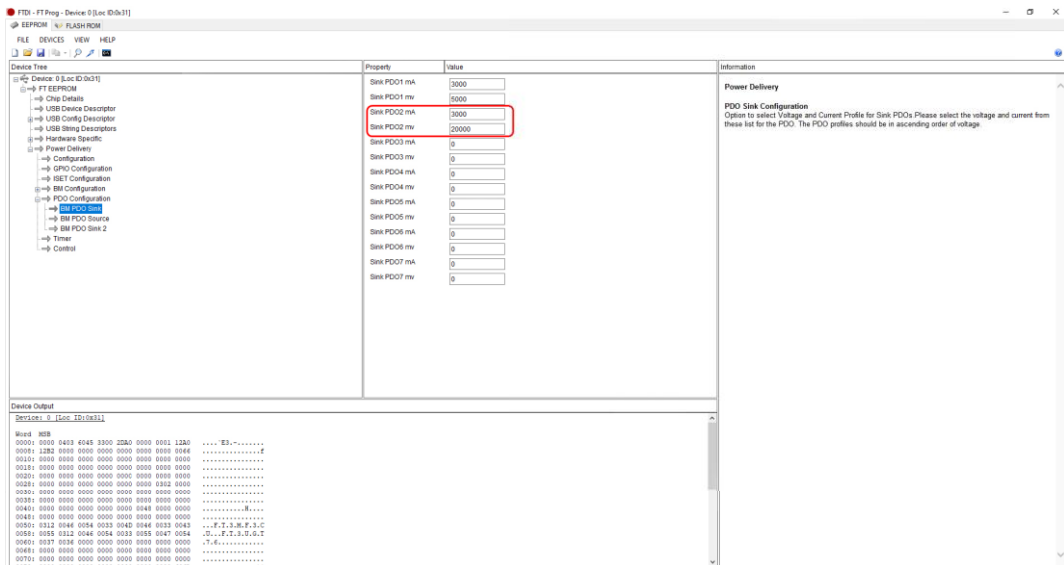 FTDI - FT Prog - Device: 0 [Loc ID:0x31]
EEPROM FLASH ROM
FILE DEVICES VIEW HELP
Device Tree
Device: 0 [Loc ID:0x31]
FT EEPROM
Chip Details
USB Device Descriptor
USB Config Descriptor
USB String Descriptors
Hardware Specific
Power Delivery
Configuration
GPIO Configuration
ISET Configuration
BM Configuration
PDO Configuration
BM PDO Sink
BM PDO Source
BM PDO Sink 2
Timer
Control
Property Value
Sink PDO1 mA 3000
Sink PDO1 mv 5000
Sink PDO2 mA 3000
Sink PDO2 mv 20000
Sink PDO3 mA 0
Sink PDO3 mv 0
Sink PDO4 mA 0
Sink PDO4 mv 0
Sink PDO5 mA 0
Sink PDO5 mv 0
Sink PDO6 mA 0
Sink PDO6 mv 0
Sink PDO7 mA 0
Sink PDO7 mv 0
Information
Power Delivery
PDO Sink Configuration
Option to select Voltage and Current Profile for Sink PDOs.Please select the voltage and current from
these list for the PDO. The PDO profiles should be in ascending order of voltage.
Device Output
Device: 0 [Loc ID:0x31]
Word MSB
0000: 0000 0403 6045 3300 2DA0 0000 0001 12A0 ....`E3.-.......
0008: 12B2 0000 0000 0000 0000 0000 0000 0066 ...............f
0010: 0000 0000 0000 0000 0000 0000 0000 0000 ................
0018: 0000 0000 0000 0000 0000 0000 0000 0000 ................
0020: 0000 0000 0000 0000 000C 0000 0000 0000 ................
0028: 0000 0000 0000 0000 0000 0000 0302 0000 ................
0030: 0000 0000 0000 0000 0000 0000 0000 0000 ................
0038: 0000 0000 0000 0000 0000 0000 0000 0000 ................
0040: 0000 0000 0000 0000 0000 0048 0000 0000 ...........H....
0048: 0000 0000 0000 0000 0000 0000 0000 0000 ................
0050: 0312 0046 0054 0033 004D 0046 0033 0043 ...F.T.3.M.F.3.C
0058: 0055 0312 0046 0054 0033 0055 0047 0054 .U...F.T.3.U.G.T
0060: 0037 0036 0000 0000 0000 0000 0000 0000 .7.6............
0068: 0000 0000 0000 0000 0000 0000 0000 0000 ................
0070: 0000 0000 0000 0000 0000 0000 0000 0000 ................